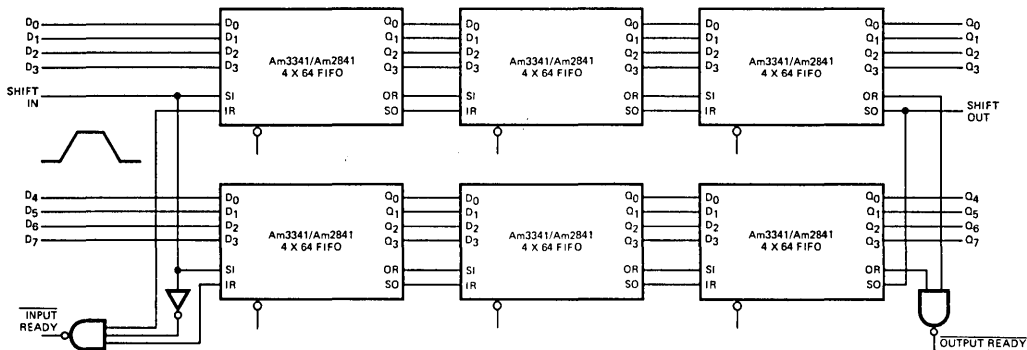 D0 D0 Q0 D0 Q0 D0 Q0 Q0
D1 D1 Q1 D1 Q1 D1 Q1 Q1
D2 D2 Q2 D2 Q2 D2 Q2 Q2
D3 D3 Q3 D3 Q3 D3 Q3 Q3
Am3341/Am2841 Am3341/Am2841 Am3341/Am2841
4 X 64 FIFO 4 X 64 FIFO 4 X 64 FIFO
SHIFT IN
SI OR SI OR SI OR
IR SO IR SO IR SO
SHIFT OUT
D4 D0 Q0 D0 Q0 D0 Q0 Q4
D5 D1 Q1 D1 Q1 D1 Q1 Q5
D6 D2 Q2 D2 Q2 D2 Q2 Q6
D7 D3 Q3 D3 Q3 D3 Q3 Q7
Am3341/Am2841 Am3341/Am2841 Am3341/Am2841
4 X 64 FIFO 4 X 64 FIFO 4 X 64 FIFO
SI OR SI OR SI OR
IR SO IR SO IR SO
INPUT
READY
OUTPUT READY